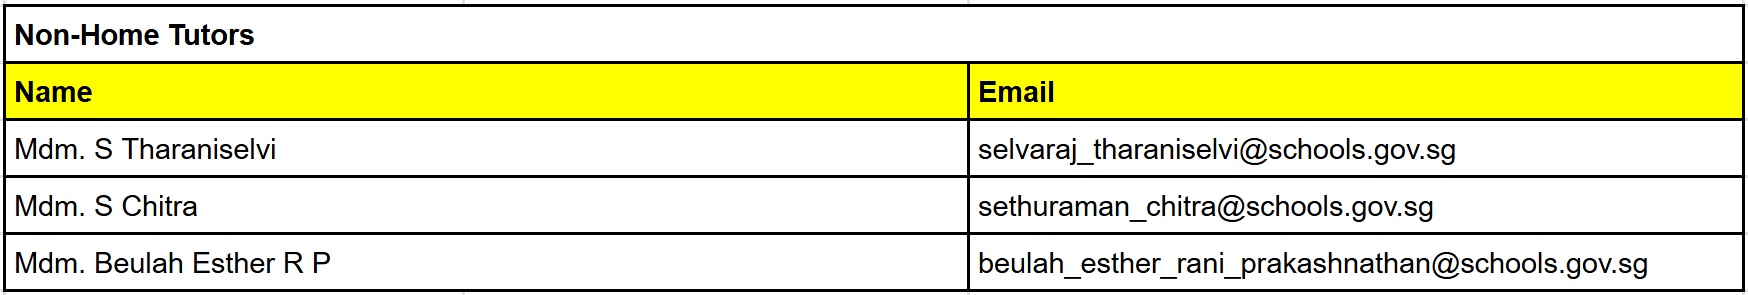 Non-Home Tutors
Name Email
Mdm. S Tharaniselvi selvaraj_tharaniselvi@schools.gov.sg
Mdm. S Chitra sethuraman_chitra@schools.gov.sg
Mdm. Beulah Esther R P beulah_esther_rani_prakashnathan@schools.gov.sg